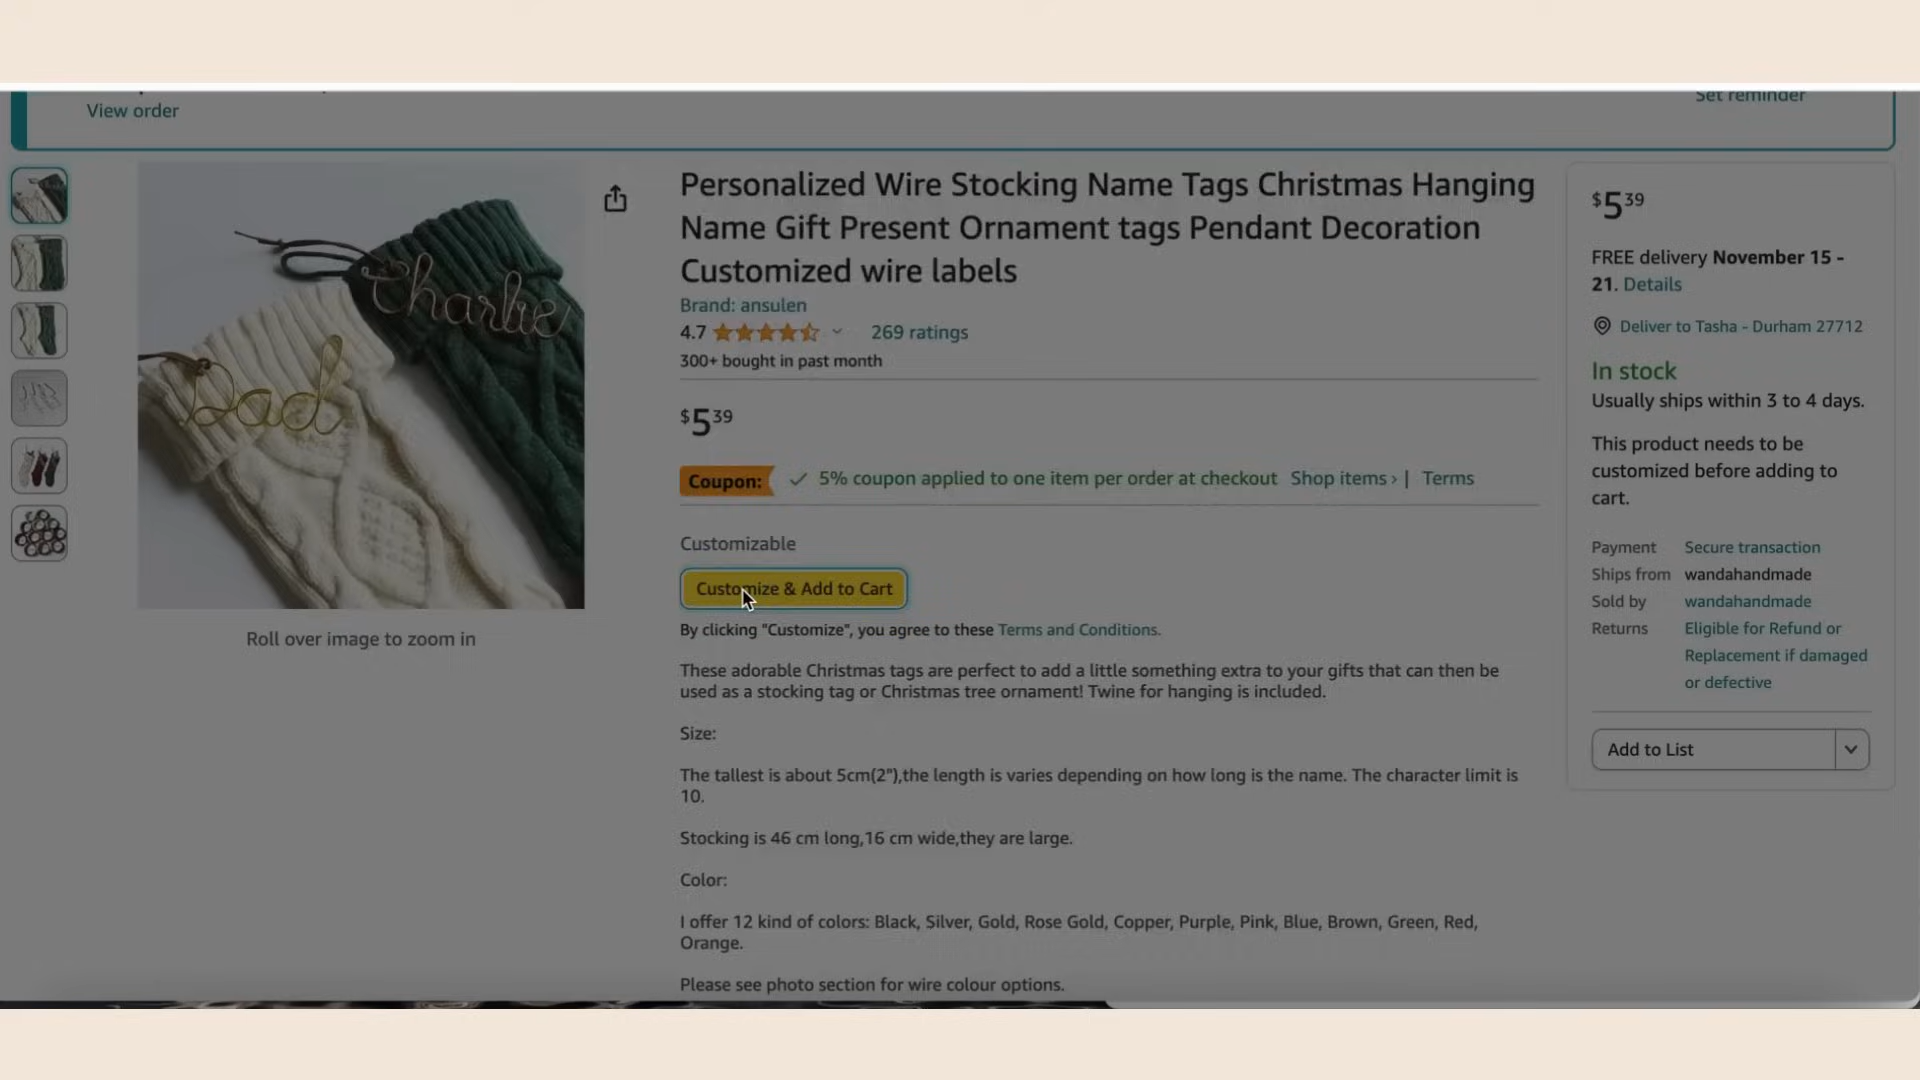 View order
Set reminder
Personalized Wire Stocking Name Tags Christmas Hanging
Name Gift Present Ornament tags Pendant Decoration
Customized wire labels
Brand: ansulen
4.7
269 ratings
300+ bought in past month
$5 39
Coupon:
5% coupon applied to one item per order at checkout Shop items › | Terms
Customizable
Customize & Add to Cart
By clicking "Customize", you agree to these Terms and Conditions.
These adorable Christmas tags are perfect to add a little something extra to your gifts that can then be
used as a stocking tag or Christmas tree ornament! Twine for hanging is included.
Size:
The tallest is about 5cm(2"),the length is varies depending on how long is the name. The character limit is
10.
Stocking is 46 cm long,16 cm wide,they are large.
Color:
I offer 12 kind of colors: Black, Silver, Gold, Rose Gold, Copper, Purple, Pink, Blue, Brown, Green, Red,
Orange.
Please see photo section for wire colour options.
Charlie
Dad
Roll over image to zoom in
$5 39
FREE delivery November 15 -
21. Details
Deliver to Tasha - Durham 27712
In stock
Usually ships within 3 to 4 days.
This product needs to be
customized before adding to
cart.
Payment Secure transaction
Ships from wandahandmade
Sold by wandahandmade
Returns Eligible for Refund or
Replacement if damaged
or defective
Add to List